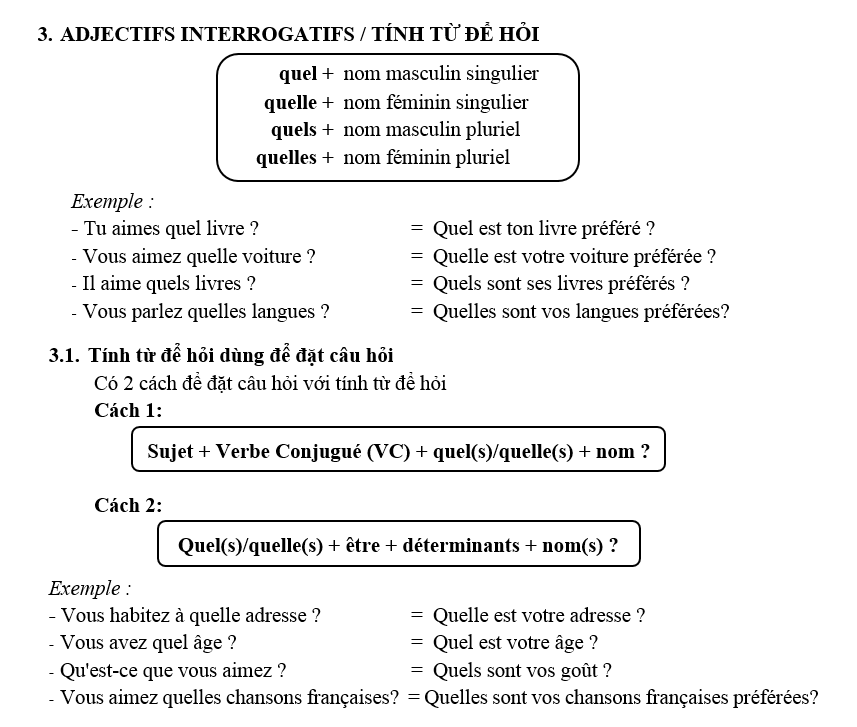 3. ADJECTIFS INTERROGATIFS / TÍNH TỪ ĐỂ HỎI
quel + nom masculin singulier
quelle + nom féminin singulier
quels + nom masculin pluriel
quelles + nom féminin pluriel
Exemple :
- Tu aimes quel livre ? = Quel est ton livre préféré ?
- Vous aimez quelle voiture ? = Quelle est votre voiture préférée ?
- Il aime quels livres ? = Quels sont ses livres préférés ?
- Vous parlez quelles langues ? = Quelles sont vos langues préférées?
3.1. Tính từ để hỏi dùng để đặt câu hỏi
Có 2 cách để đặt câu hỏi với tính từ để hỏi
Cách 1:
Sujet + Verbe Conjugué (VC) + quel(s)/quelle(s) + nom ?
Cách 2:
Quel(s)/quelle(s) + être + déterminants + nom(s) ?
Exemple :
- Vous habitez à quelle adresse ? = Quelle est votre adresse ?
- Vous avez quel âge ? = Quel est votre âge ?
- Qu'est-ce que vous aimez ? = Quels sont vos goût ?
- Vous aimez quelles chansons françaises? = Quelles sont vos chansons françaises préférées?